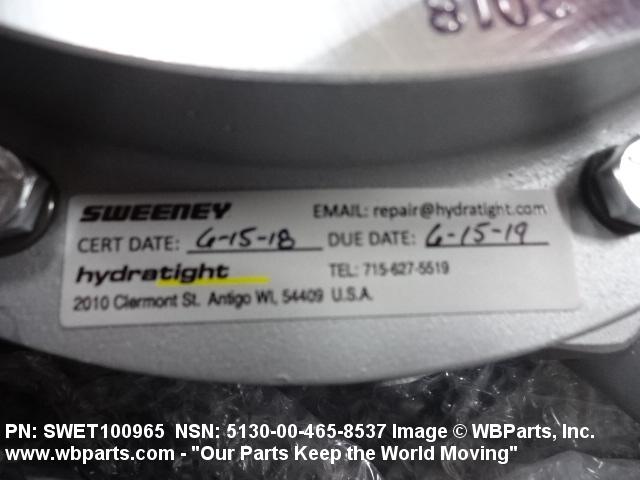 2018
SWEENEY EMAIL: repair@hydratight.com
CERT DATE: 6-15-18 DUE DATE: 6-15-19
hydratight TEL: 715-627-5519
2010 Clermont St. Antigo WI, 54409 U.S.A.
PN: SWET100965 NSN: 5130-00-465-8537 Image © WBParts, Inc.
www.wbparts.com - "Our Parts Keep the World Moving"